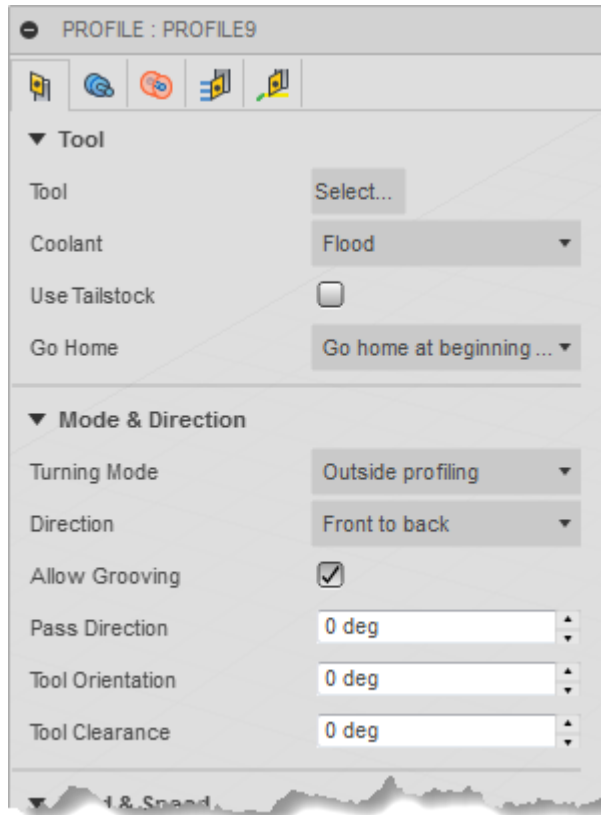 PROFILE : PROFILE9
Tool
Tool Select...
Coolant Flood
Use Tailstock
Go Home Go home at beginning ...
Mode & Direction
Turning Mode Outside profiling
Direction Front to back
Allow Grooving
Pass Direction 0 deg
Tool Orientation 0 deg
Tool Clearance 0 deg
& Speed